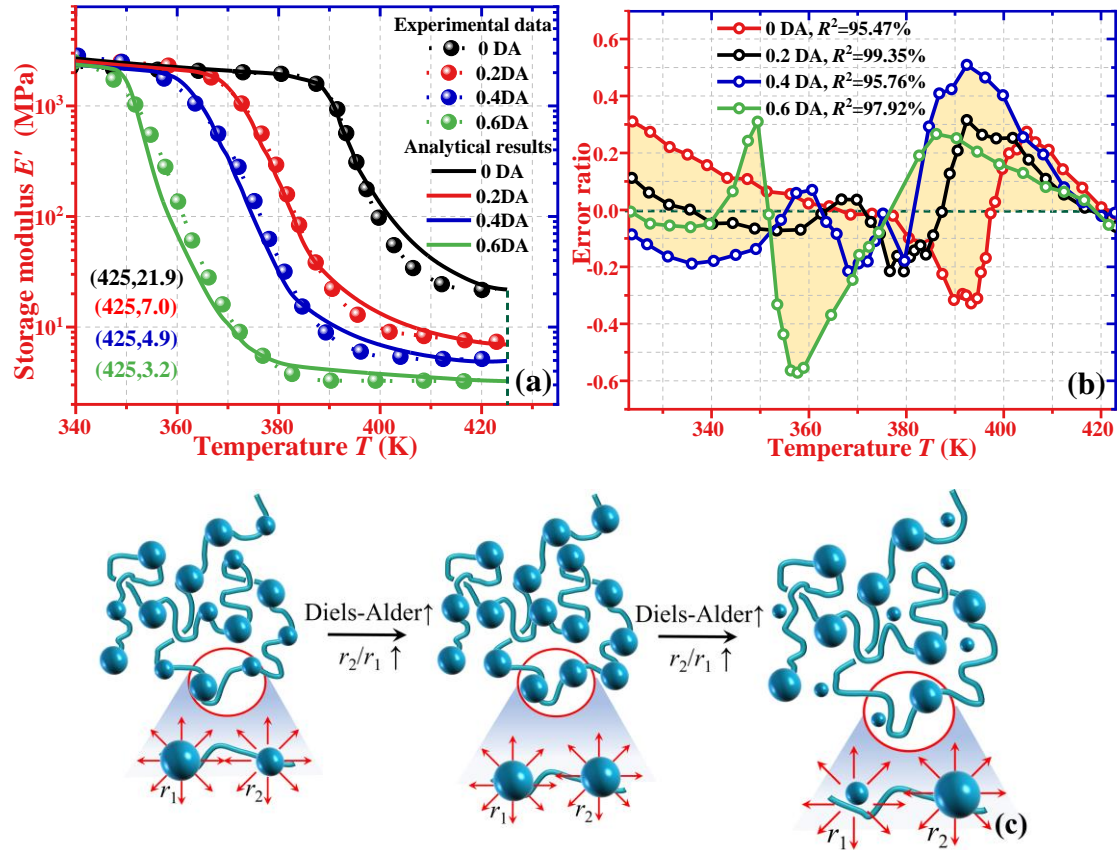 Experimental data
0 DA
0.2DA
0.4DA
0.6DA
Analytical results
0 DA
0.2DA
0.4DA
0.6DA
(425,21.9)
(425,7.0)
(425,4.9)
(425,3.2)
(a)
10³
10²
10¹
Storage modulus E' (MPa)
340 360 380 400 420
Temperature T (K)
0 DA, R²=95.47%
0.2 DA, R²=99.35%
0.4 DA, R²=95.76%
0.6 DA, R²=97.92%
0.6
0.4
0.2
0.0
-0.2
-0.4
-0.6
Error ratio
(b)
340 360 380 400 420
Temperature T (K)
Diels-Alder↑
r₂/r₁ ↑
Diels-Alder↑
r₂/r₁ ↑
r₁ r₂
r₁ r₂
r₁ r₂
(c)